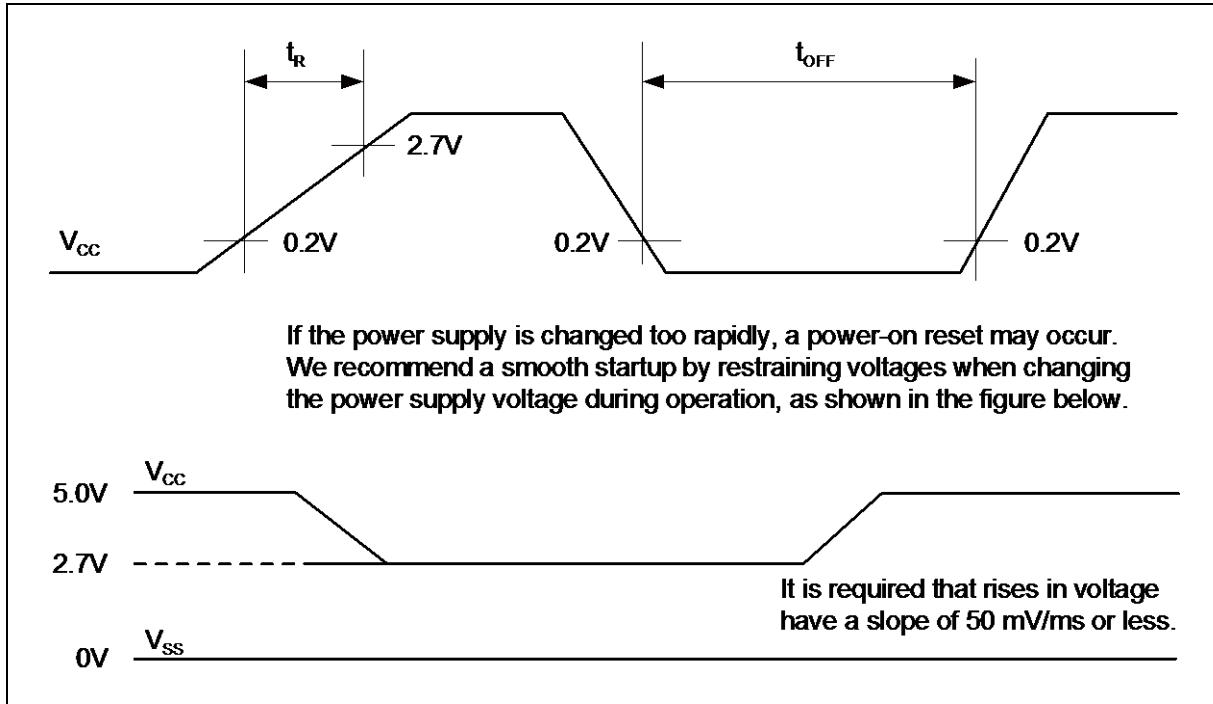 tR
tOFF
2.7V
VCC
0.2V
0.2V
0.2V
If the power supply is changed too rapidly, a power-on reset may occur.
We recommend a smooth startup by restraining voltages when changing
the power supply voltage during operation, as shown in the figure below.
VCC
5.0V
2.7V
It is required that rises in voltage
have a slope of 50 mV/ms or less.
VSS
0V